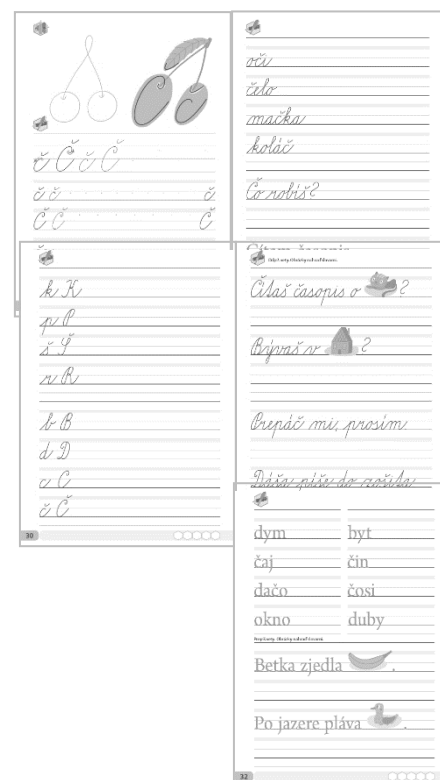 č Č č Č
č č č
Č Č Č
oči
čelo
mačka
koláč
Čo robíš?
k K
p P
š Š
r R
b B
d D
c C
č Č
30
Čítaš časopis o ?
Bývaš v ?
Prepáč mi, prosím.
Dáša píše do zošita
dym byt
čaj čin
dačo čosi
okno duby
Betka zjedla .
Po jazere pláva .
32